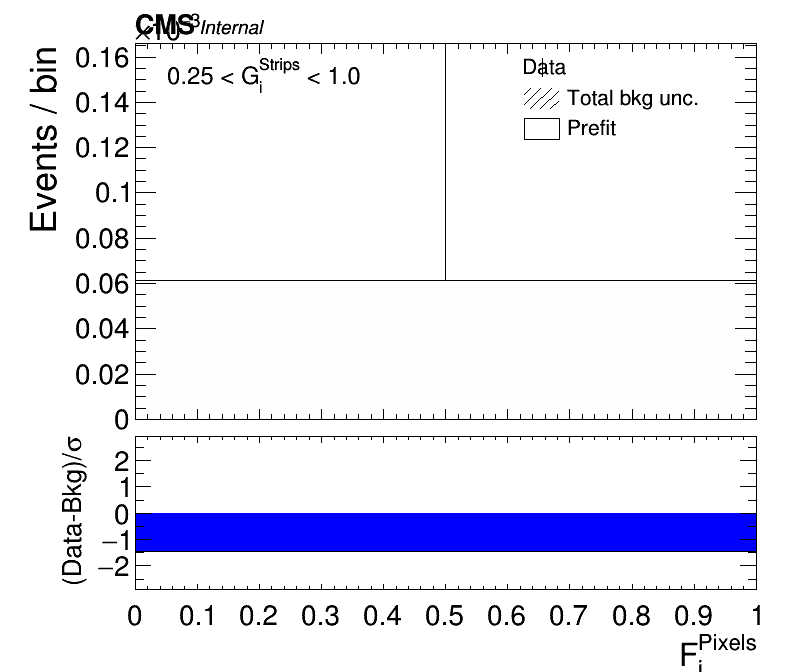 CMS Internal
×10³
Events / bin
0.25 < G_i^Strips < 1.0
Data
Total bkg unc.
Prefit
0.16
0.14
0.12
0.1
0.08
0.06
0.04
0.02
0
(Data-Bkg)/σ
2
1
0
−1
−2
0 0.1 0.2 0.3 0.4 0.5 0.6 0.7 0.8 0.9 1
F_i^Pixels